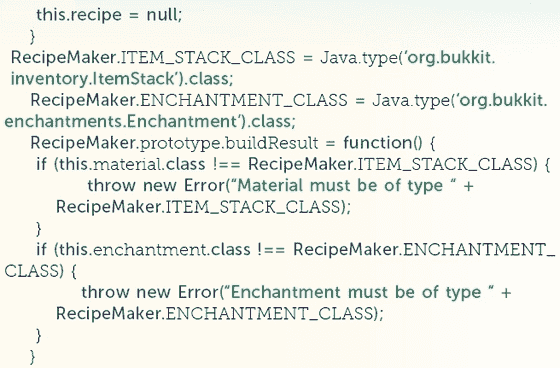 this.recipe = null;
}
RecipeMaker.ITEM_STACK_CLASS = Java.type(‘org.bukkit.
inventory.ItemStack’).class;
RecipeMaker.ENCHANTMENT_CLASS = Java.type(‘org.bukkit.
enchantments.Enchantment’).class;
RecipeMaker.prototype.buildResult = function() {
if (this.material.class !== RecipeMaker.ITEM_STACK_CLASS) {
throw new Error(“Material must be of type “ +
RecipeMaker.ITEM_STACK_CLASS);
}
if (this.enchantment.class !== RecipeMaker.ENCHANTMENT_
CLASS) {
throw new Error(“Enchantment must be of type “ +
RecipeMaker.ENCHANTMENT_CLASS);
}
}